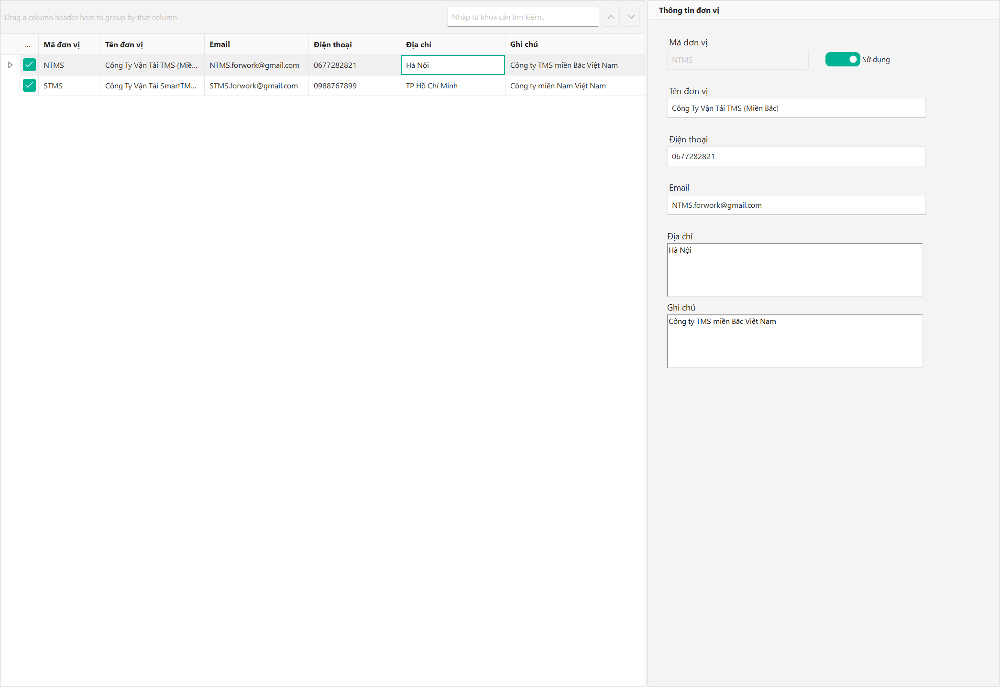 Drag a column header here to group by that column
Nhập từ khóa cần tìm kiếm...
... Mã đơn vị Tên đơn vị Email Điện thoại Địa chỉ Ghi chú
NTMS Công Ty Vận Tải TMS (Miề... NTMS.forwork@gmail.com 0677282821 Hà Nội Công ty TMS miền Băc Việt Nam
STMS Công Ty Vận Tải SmartTM... STMS.forwork@gmail.com 0988767899 TP Hồ Chí Minh Công ty miền Nam Việt Nam
Thông tin đơn vị
Mã đơn vị
NTMS Sử dụng
Tên đơn vị
Công Ty Vận Tải TMS (Miền Bắc)
Điện thoại
0677282821
Email
NTMS.forwork@gmail.com
Địa chỉ
Hà Nội
Ghi chú
Công ty TMS miền Băc Việt Nam